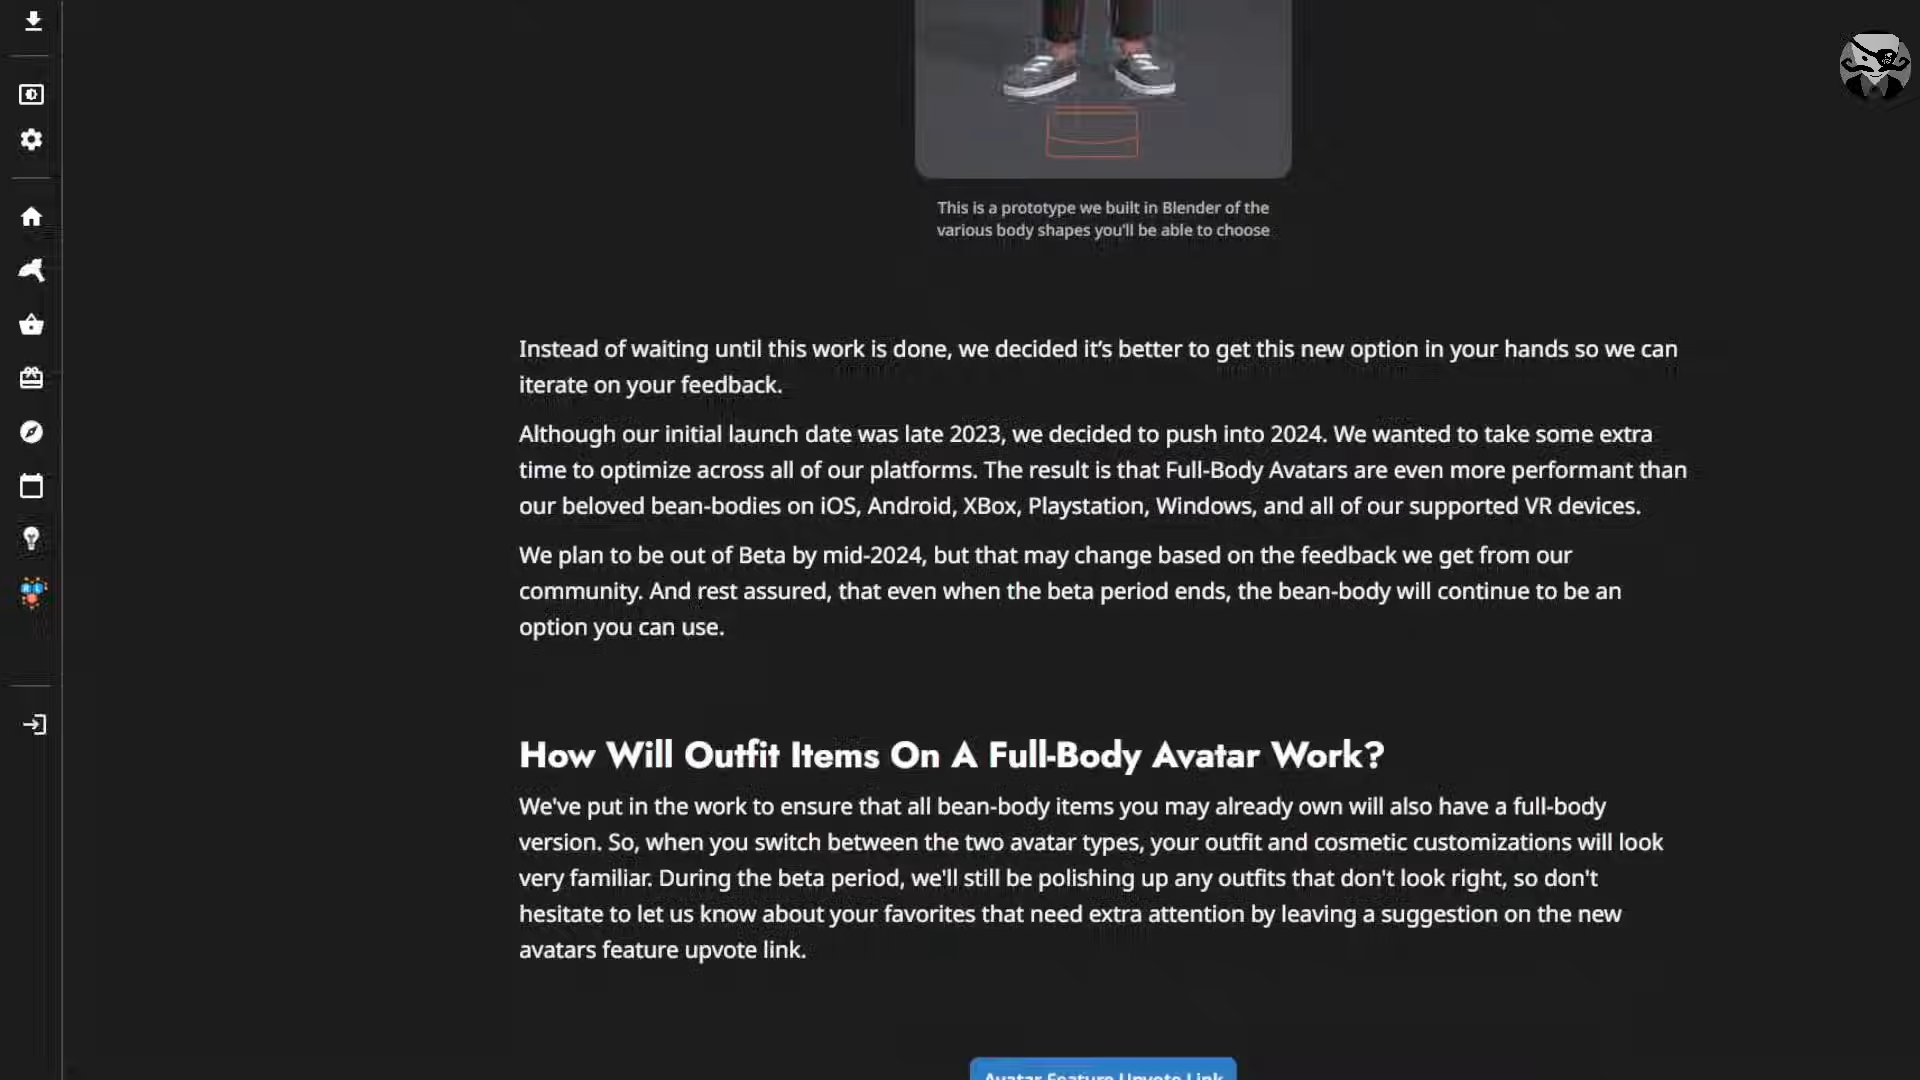 This is a prototype we built in Blender of the
various body shapes you'll be able to choose
Instead of waiting until this work is done, we decided it's better to get this new option in your hands so we can
iterate on your feedback.
Although our initial launch date was late 2023, we decided to push into 2024. We wanted to take some extra
time to optimize across all of our platforms. The result is that Full-Body Avatars are even more performant than
our beloved bean-bodies on iOS, Android, XBox, Playstation, Windows, and all of our supported VR devices.
We plan to be out of Beta by mid-2024, but that may change based on the feedback we get from our
community. And rest assured, that even when the beta period ends, the bean-body will continue to be an
option you can use.
How Will Outfit Items On A Full-Body Avatar Work?
We've put in the work to ensure that all bean-body items you may already own will also have a full-body
version. So, when you switch between the two avatar types, your outfit and cosmetic customizations will look
very familiar. During the beta period, we'll still be polishing up any outfits that don't look right, so don't
hesitate to let us know about your favorites that need extra attention by leaving a suggestion on the new
avatars feature upvote link.
Avatar Feature Upvote Link